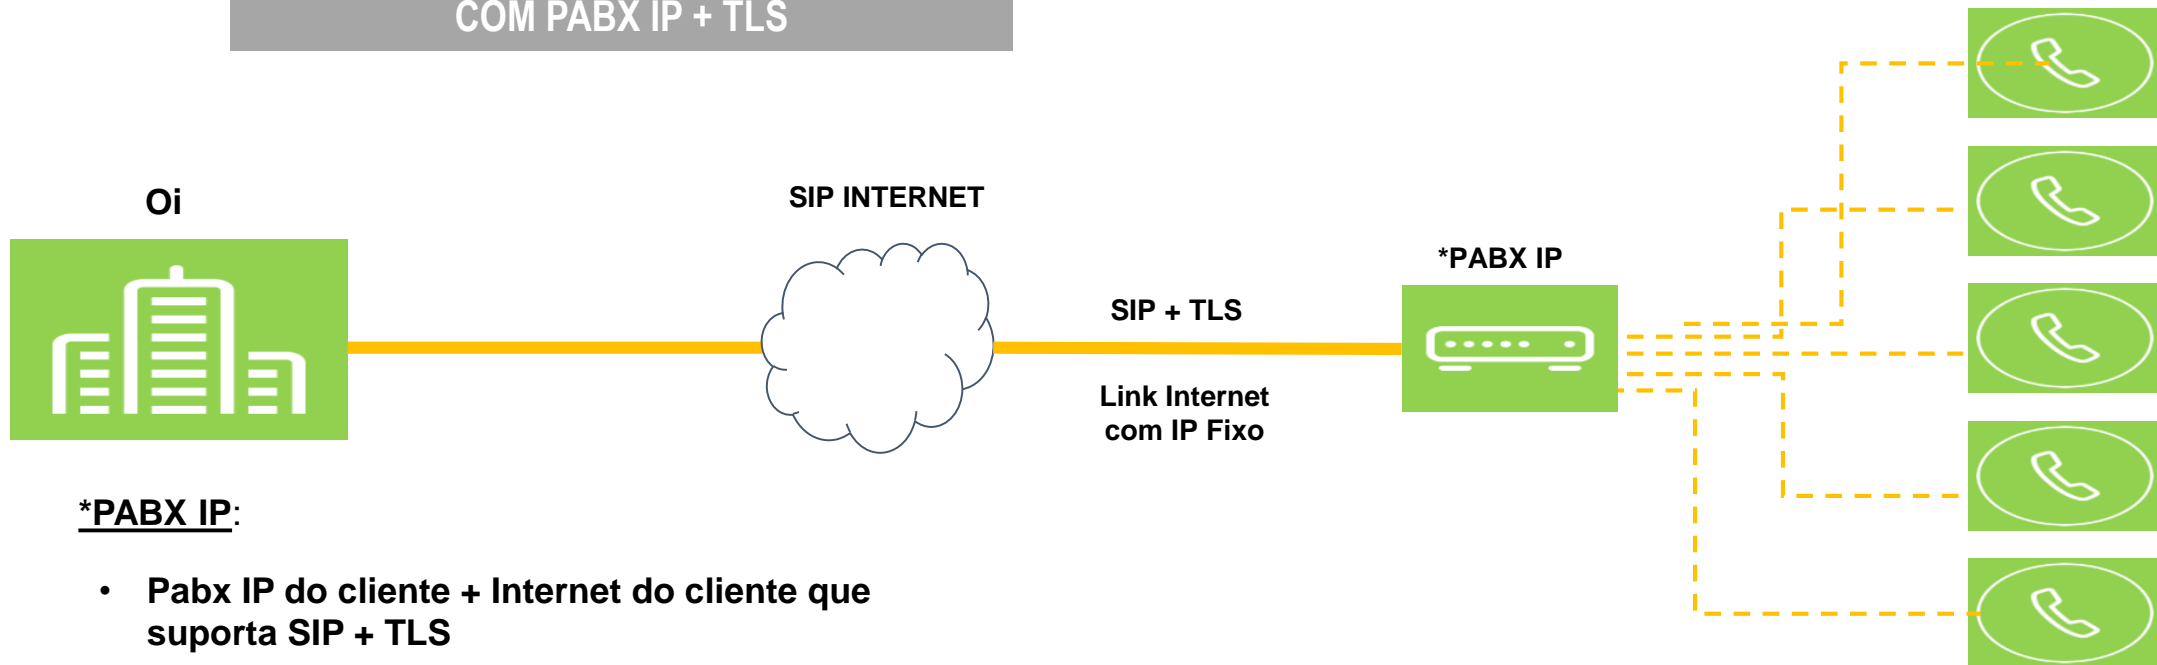 COM PABX IP + TLS
Oi
SIP INTERNET
*PABX IP
SIP + TLS
Link Internet
com IP Fixo
*PABX IP:
• Pabx IP do cliente + Internet do cliente que
suporta SIP + TLS